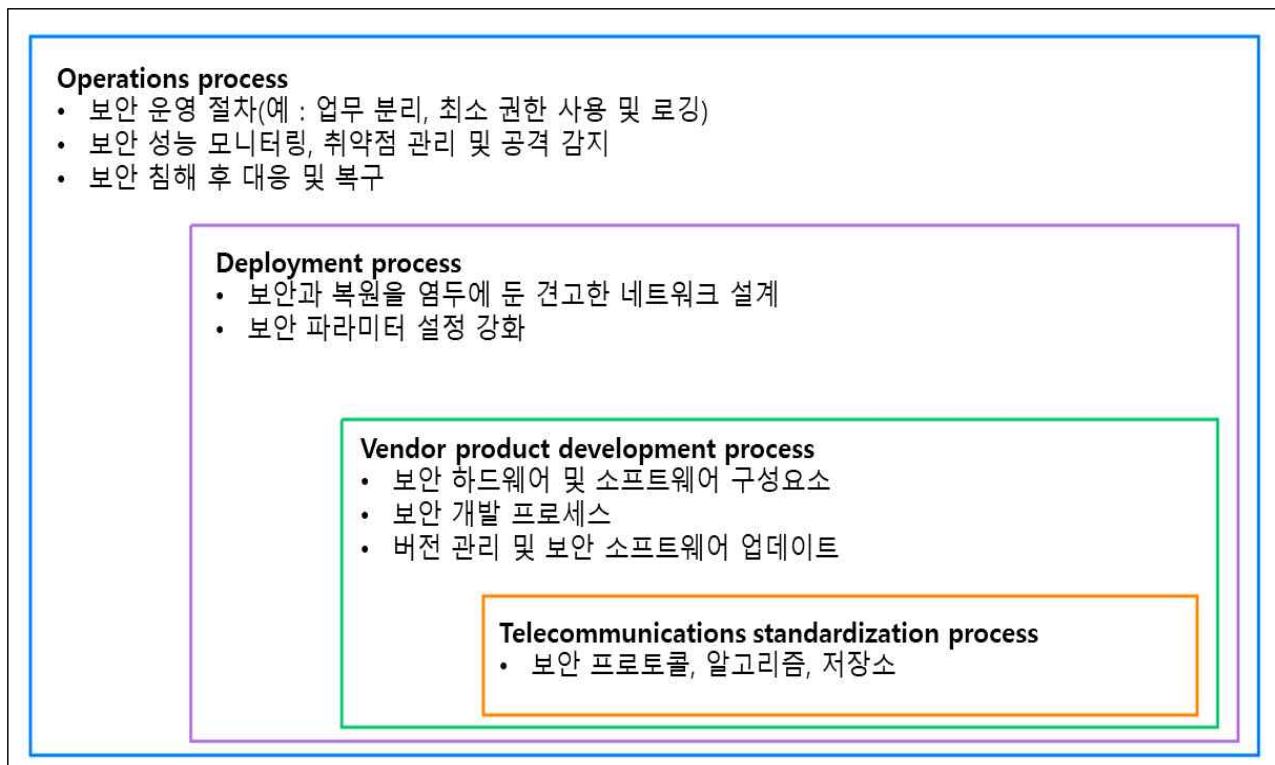 Operations process
• 보안 운영 절차(예 : 업무 분리, 최소 권한 사용 및 로깅)
• 보안 성능 모니터링, 취약점 관리 및 공격 감지
• 보안 침해 후 대응 및 복구
Deployment process
• 보안과 복원을 염두에 둔 견고한 네트워크 설계
• 보안 파라미터 설정 강화
Vendor product development process
• 보안 하드웨어 및 소프트웨어 구성요소
• 보안 개발 프로세스
• 버전 관리 및 보안 소프트웨어 업데이트
Telecommunications standardization process
• 보안 프로토콜, 알고리즘, 저장소